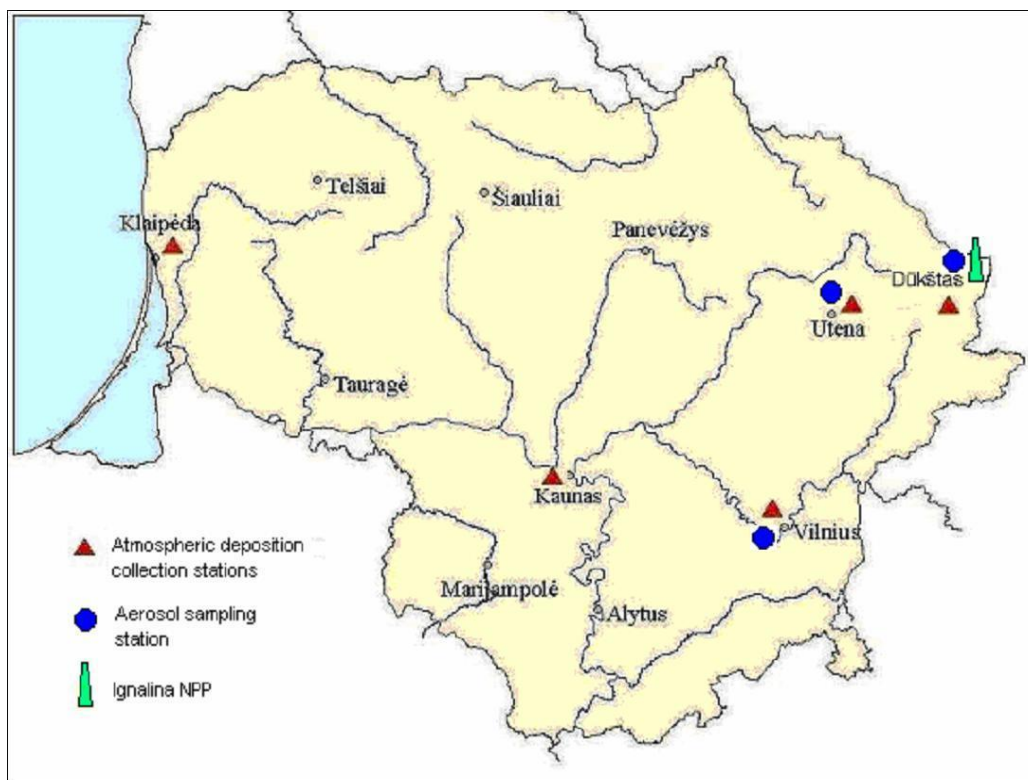 Telšiai
Šiauliai
Klaipėda
Panevėžys
Dūkštas
Utena
Tauragė
Kaunas
Vilnius
Marijampolė
Alytus
Atmospheric deposition
collection stations
Aerosol sampling
station
Ignalina NPP